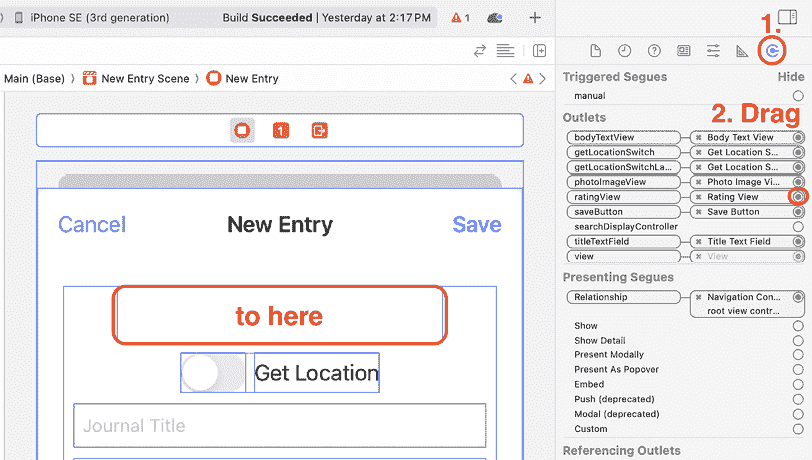 iPhone SE (3rd generation)
Build Succeeded | Yesterday at 2:17 PM
1
1.
Main (Base)
New Entry Scene
New Entry
Triggered Segues
Hide
manual
2. Drag
Outlets
bodyTextView
Body Text View
getLocationSwitch
Get Location S...
getLocationSwitchLa...
Get Location S...
photoImageView
Photo Image Vi...
ratingView
Rating View
saveButton
Save Button
searchDisplayController
titleTextField
Title Text Field
view
View
Presenting Segues
Relationship
Navigation Con...
root view contr...
Show
Show Detail
Present Modally
Present As Popover
Embed
Push (deprecated)
Modal (deprecated)
Custom
Referencing Outlets
1
Cancel
New Entry
Save
to here
Get Location
Journal Title